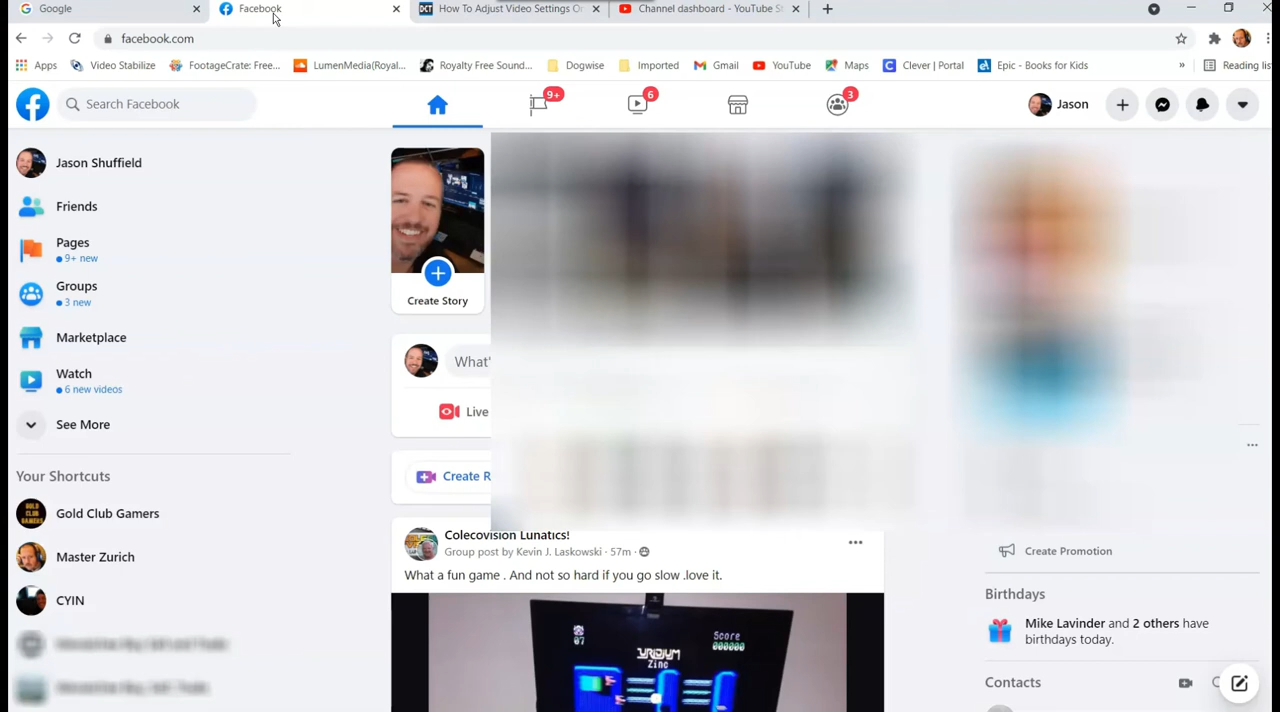 Google
Facebook
How To Adjust Video Settings O
Channel dashboard - YouTube S
facebook.com
Apps
Video Stabilize
FootageCrate: Free...
LumenMedia(Royal...
Royalty Free Sound...
Dogwise
Imported
Gmail
YouTube
Maps
Clever | Portal
Epic - Books for Kids
»
Reading list
Search Facebook
9+
6
3
Jason
Jason Shuffield
Friends
Pages
9+ new
Groups
3 new
Marketplace
Watch
6 new videos
See More
Your Shortcuts
Gold Club Gamers
Master Zurich
CYIN
Create Story
What'
Live
Create R
Colecovision Lunatics!
Group post by Kevin J. Laskowski · 57m ·
What a fun game . And not so hard if you go slow .love it.
07
Score
000000
URIDIUM
Zinc
Create Promotion
Birthdays
Mike Lavinder and 2 others have
birthdays today.
Contacts